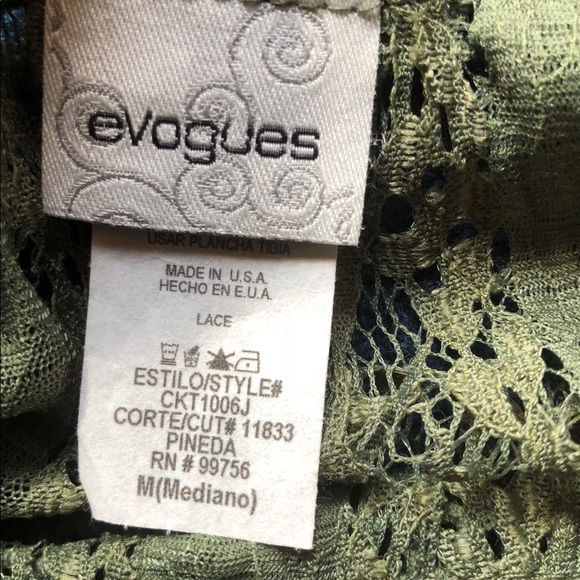 eVogues
USAR PLANCHA TIBIA
MADE IN U.S.A.
HECHO EN E.U.A.
LACE
ESTILO/STYLE#
CKT1006J
CORTE/CUT# 11833
PINEDA
RN # 99756
M(Mediano)